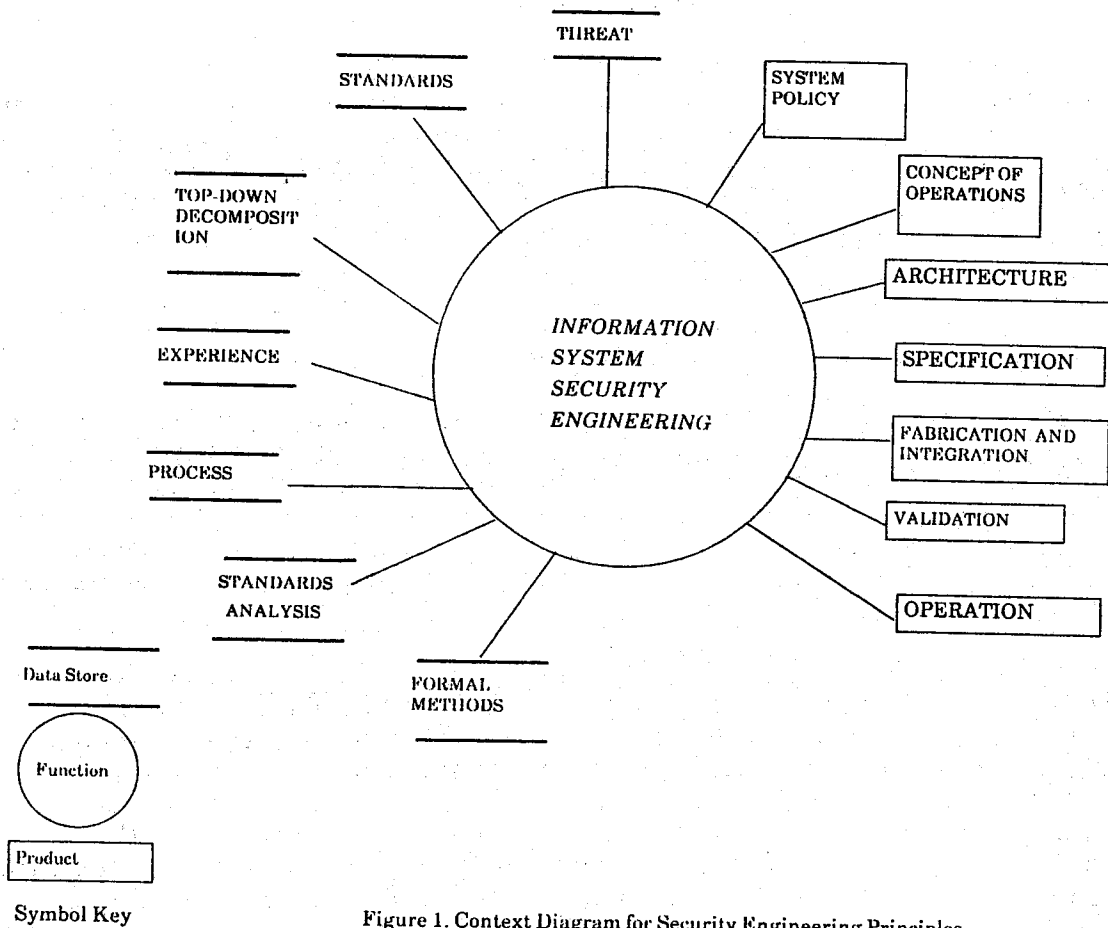 THREAT
STANDARDS
SYSTEM
POLICY
TOP-DOWN
DECOMPOSIT
ION
CONCEPT OF
OPERATIONS
ARCHITECTURE
INFORMATION
SYSTEM
SECURITY
ENGINEERING
EXPERIENCE
SPECIFICATION
PROCESS
FABRICATION AND
INTEGRATION
VALIDATION
STANDARDS
ANALYSIS
OPERATION
FORMAL
METHODS
Data Store
Function
Product
Symbol Key
Figure 1. Context Diagram for Security Engineering Principles